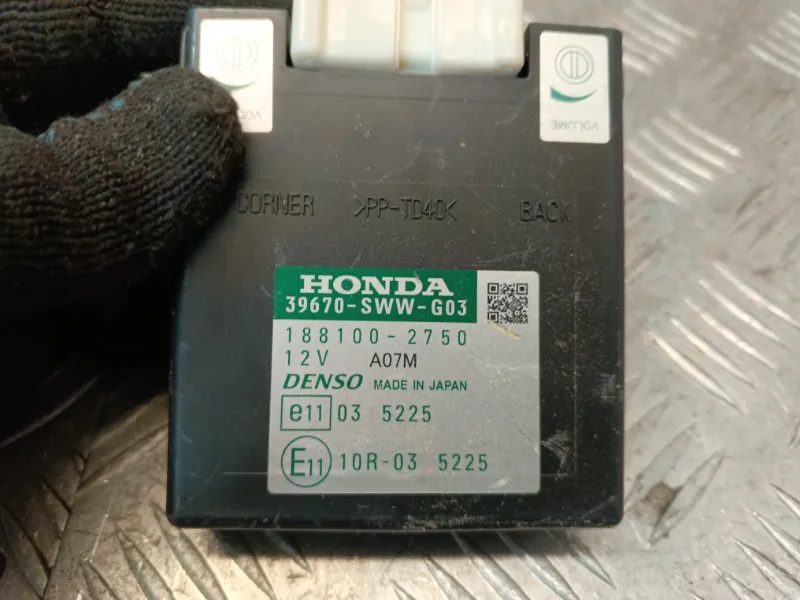 VOLUME
CORNER >PP-TD40< BACK
HONDA
39670-SWW-G03
188100-2750
12V A07M
DENSO MADE IN JAPAN
e11 03 5225
E11 10R-03 5225